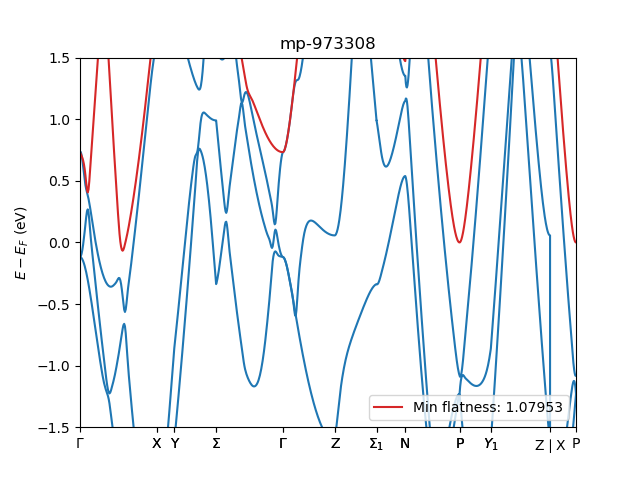 mp-973308
E − E_F (eV)
1.5
1.0
0.5
0.0
−0.5
−1.0
−1.5
Γ X Y Σ Γ Z Σ₁ N P Y₁ Z | X P
Min flatness: 1.07953